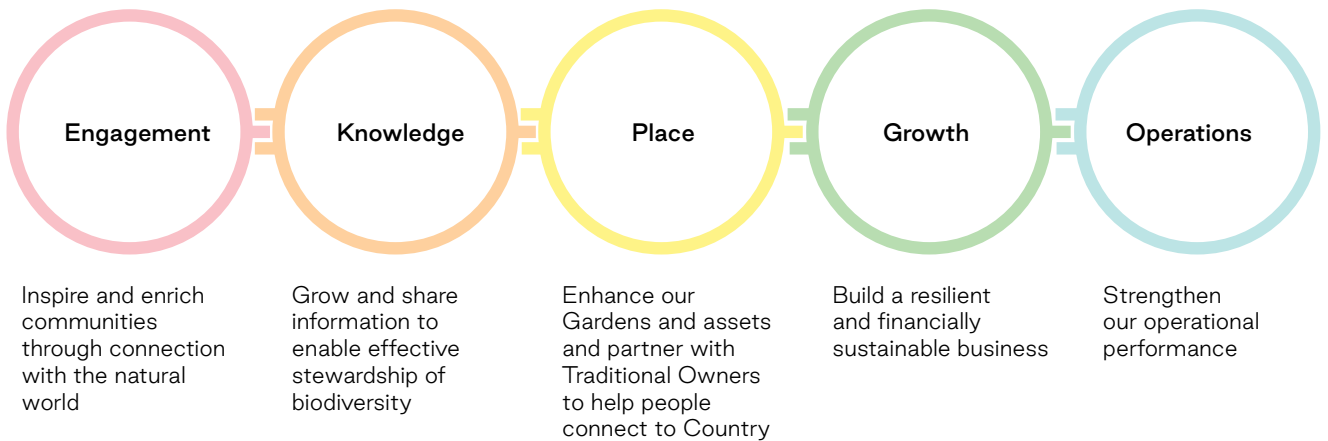 Engagement
Knowledge
Place
Growth
Operations
Inspire and enrich
communities
through connection
with the natural
world
Grow and share
information to
enable effective
stewardship of
biodiversity
Enhance our
Gardens and assets
and partner with
Traditional Owners
to help people
connect to Country
Build a resilient
and financially
sustainable business
Strengthen
our operational
performance